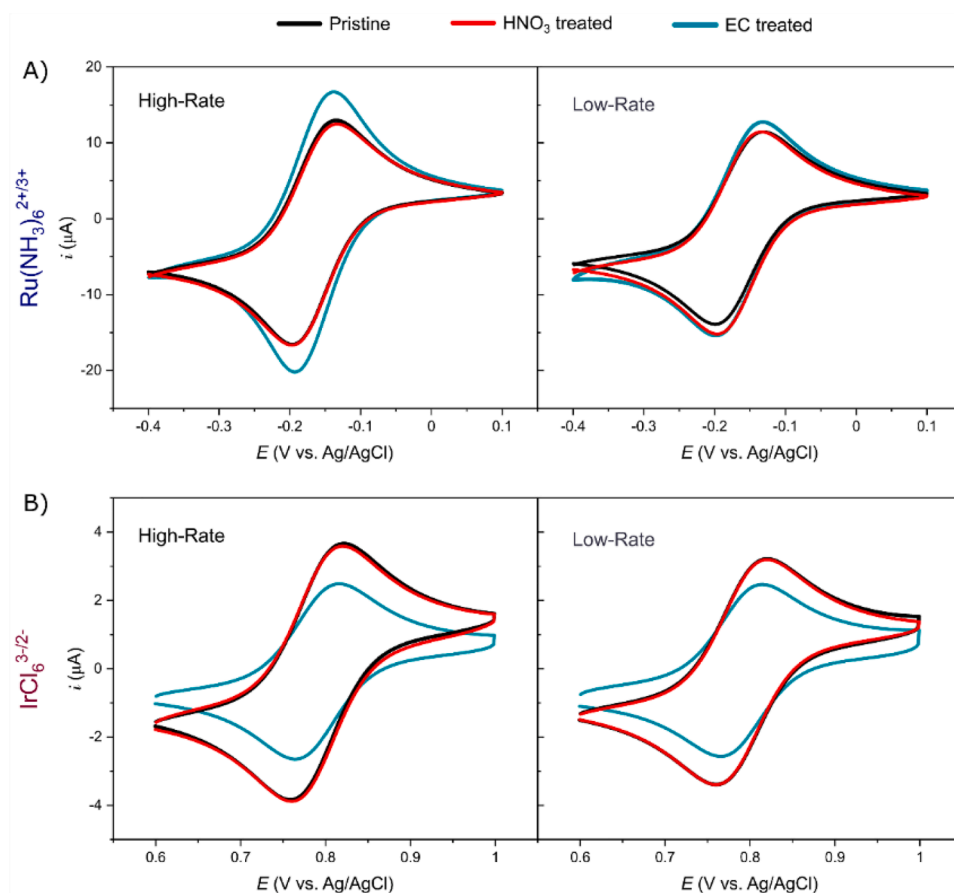 Pristine HNO₃ treated EC treated
A)
High-Rate Low-Rate
Ru(NH₃)₆²⁺/³⁺
i (μA)
20
10
0
-10
-20
-0.4 -0.3 -0.2 -0.1 0 0.1 -0.4 -0.3 -0.2 -0.1 0 0.1
E (V vs. Ag/AgCl) E (V vs. Ag/AgCl)
B)
High-Rate Low-Rate
IrCl₆³⁻/²⁻
i (μA)
4
2
0
-2
-4
0.6 0.7 0.8 0.9 1 0.6 0.7 0.8 0.9 1
E (V vs. Ag/AgCl) E (V vs. Ag/AgCl)